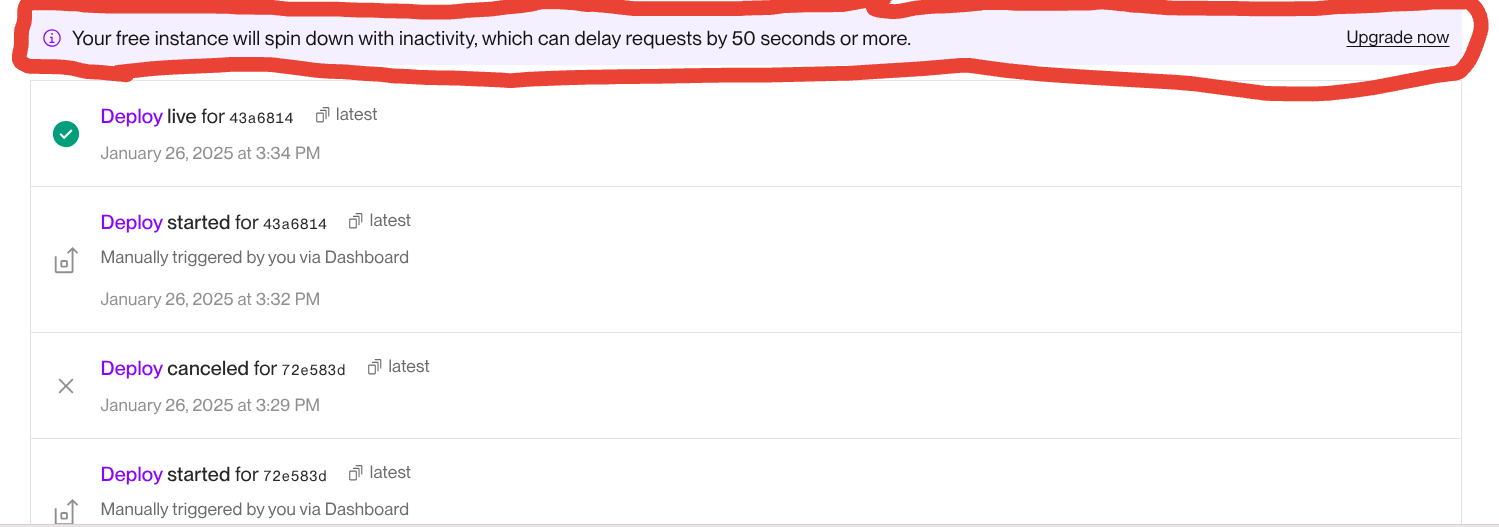 Your free instance will spin down with inactivity, which can delay requests by 50 seconds or more. Upgrade now
Deploy live for 43a6814 latest
January 26, 2025 at 3:34 PM
Deploy started for 43a6814 latest
Manually triggered by you via Dashboard
January 26, 2025 at 3:32 PM
Deploy canceled for 72e583d latest
January 26, 2025 at 3:29 PM
Deploy started for 72e583d latest
Manually triggered by you via Dashboard